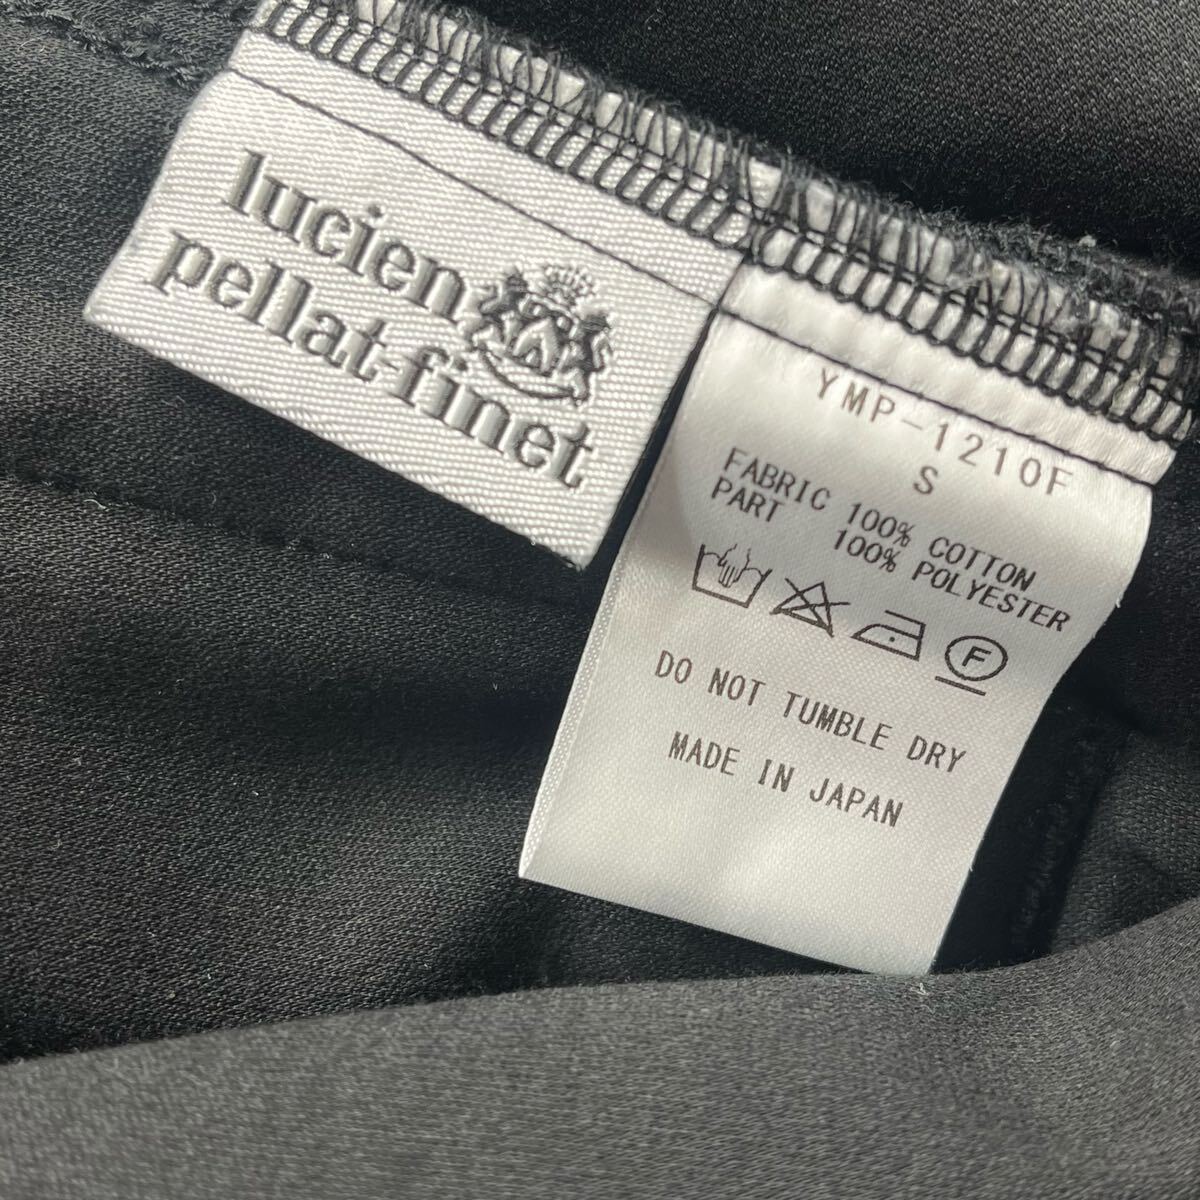 lucien
pellat-finet
YMP-1210F
S
FABRIC 100% COTTON
PART 100% POLYESTER
F
DO NOT TUMBLE DRY
MADE IN JAPAN